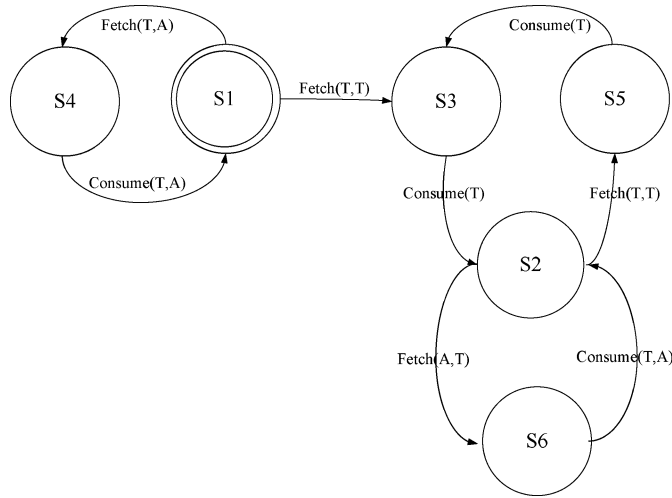 Fetch(T,A)
Consume(T)
S4
S1
Fetch(T,T)
S3
S5
Consume(T,A)
Consume(T)
Fetch(T,T)
S2
Fetch(A,T)
Consume(T,A)
S6